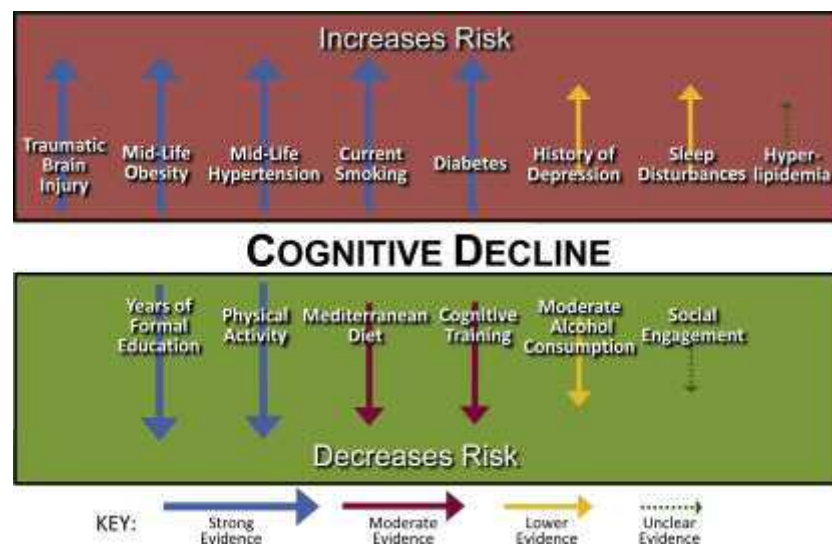 Increases Risk
Traumatic
Brain
Injury
Mid-Life
Obesity
Mid-Life
Hypertension
Current
Smoking
Diabetes
History of
Depression
Sleep
Disturbances
Hyper-
lipidemia
COGNITIVE DECLINE
Years of
Formal
Education
Physical
Activity
Mediterranean
Diet
Cognitive
Training
Moderate
Alcohol
Consumption
Social
Engagement
Decreases Risk
KEY:
Strong
Evidence
Moderate
Evidence
Lower
Evidence
Unclear
Evidence